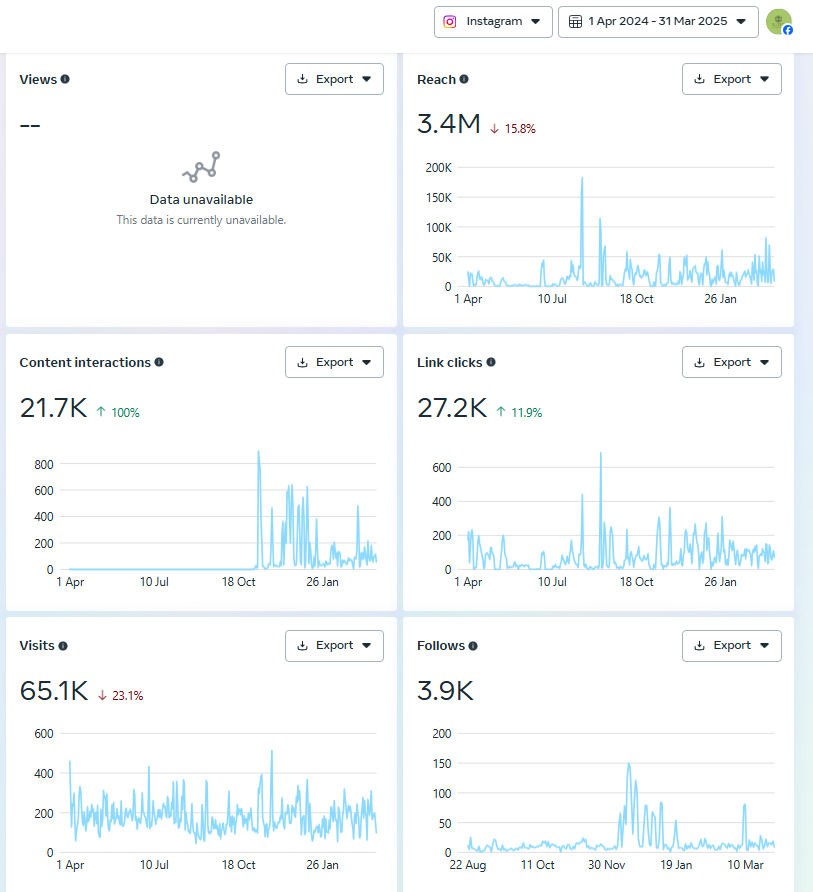 Instagram
1 Apr 2024 - 31 Mar 2025
Views
Export
--
Data unavailable
This data is currently unavailable.
Reach
Export
3.4M ↓ 15.8%
200K
150K
100K
50K
0
1 Apr 10 Jul 18 Oct 26 Jan
Content interactions
Export
21.7K ↑ 100%
800
600
400
200
0
1 Apr 10 Jul 18 Oct 26 Jan
Link clicks
Export
27.2K ↑ 11.9%
600
400
200
0
1 Apr 10 Jul 18 Oct 26 Jan
Visits
Export
65.1K ↓ 23.1%
600
400
200
0
1 Apr 10 Jul 18 Oct 26 Jan
Follows
Export
3.9K
200
150
100
50
0
22 Aug 11 Oct 30 Nov 19 Jan 10 Mar